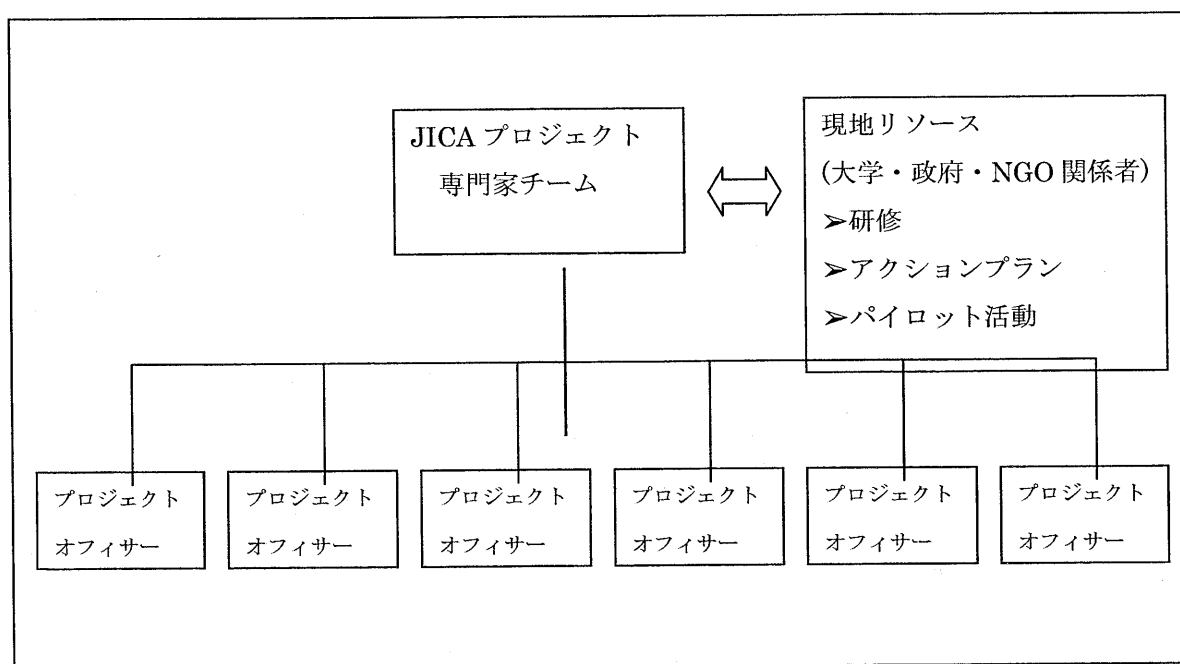 JICA プロジェクト
専門家チーム
現地リソース
(大学・政府・NGO 関係者)
➢研修
➢アクションプラン
➢パイロット活動
プロジェクト
オフィサー
プロジェクト
オフィサー
プロジェクト
オフィサー
プロジェクト
オフィサー
プロジェクト
オフィサー
プロジェクト
オフィサー